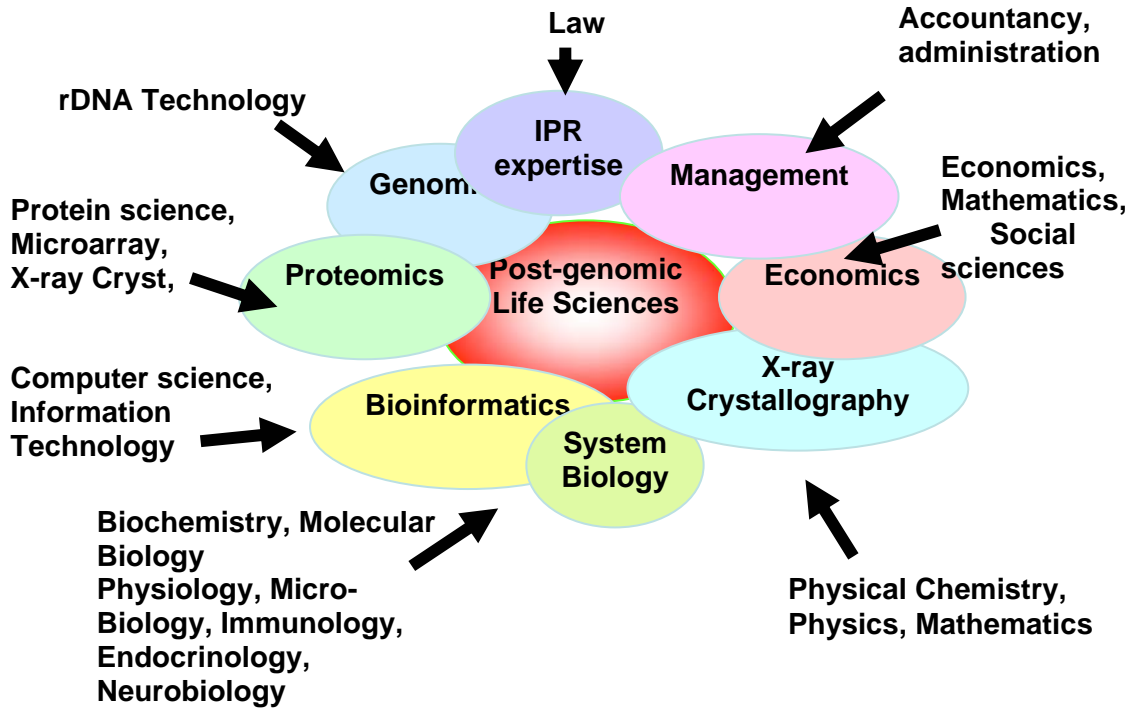 Law
Accountancy,
administration
rDNA Technology
IPR
expertise
Genomi
Management
Economics,
Mathematics,
Social
sciences
Protein science,
Microarray,
X-ray Cryst,
Proteomics
Post-genomic
Life Sciences
Economics
X-ray
Crystallography
Computer science,
Information
Technology
Bioinformatics
System
Biology
Biochemistry, Molecular
Biology
Physiology, Micro-
Biology, Immunology,
Endocrinology,
Neurobiology
Physical Chemistry,
Physics, Mathematics